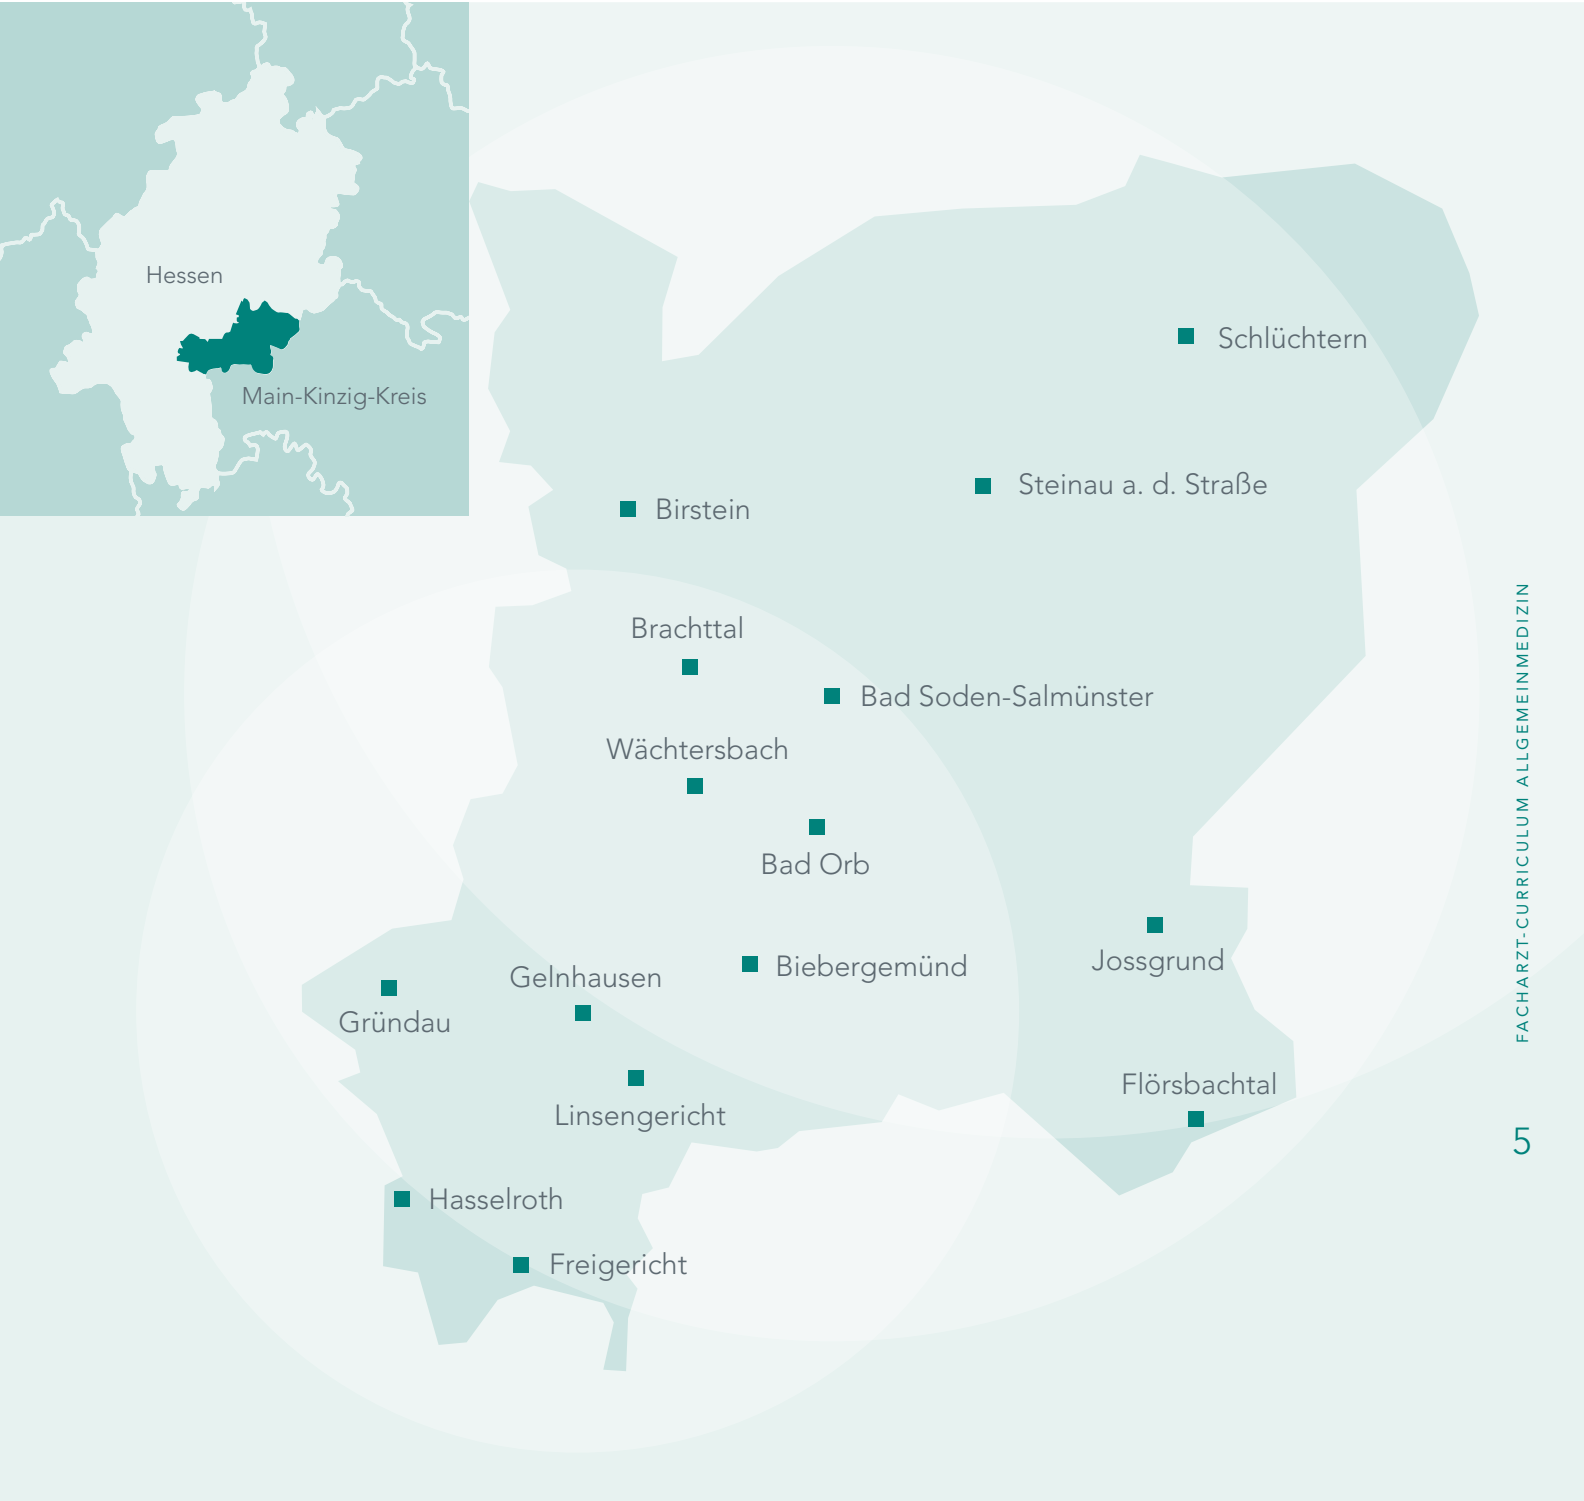 Hessen
Main-Kinzig-Kreis
Schlüchtern
Steinau a. d. Straße
Birstein
Brachttal
Bad Soden-Salmünster
Wächtersbach
Bad Orb
Jossgrund
Biebergemünd
Gelnhausen
Gründau
Flörsbachtal
Linsengericht
Hasselroth
Freigericht
FACHARZT-CURRICULUM ALLGEMEINMEDIZIN
5